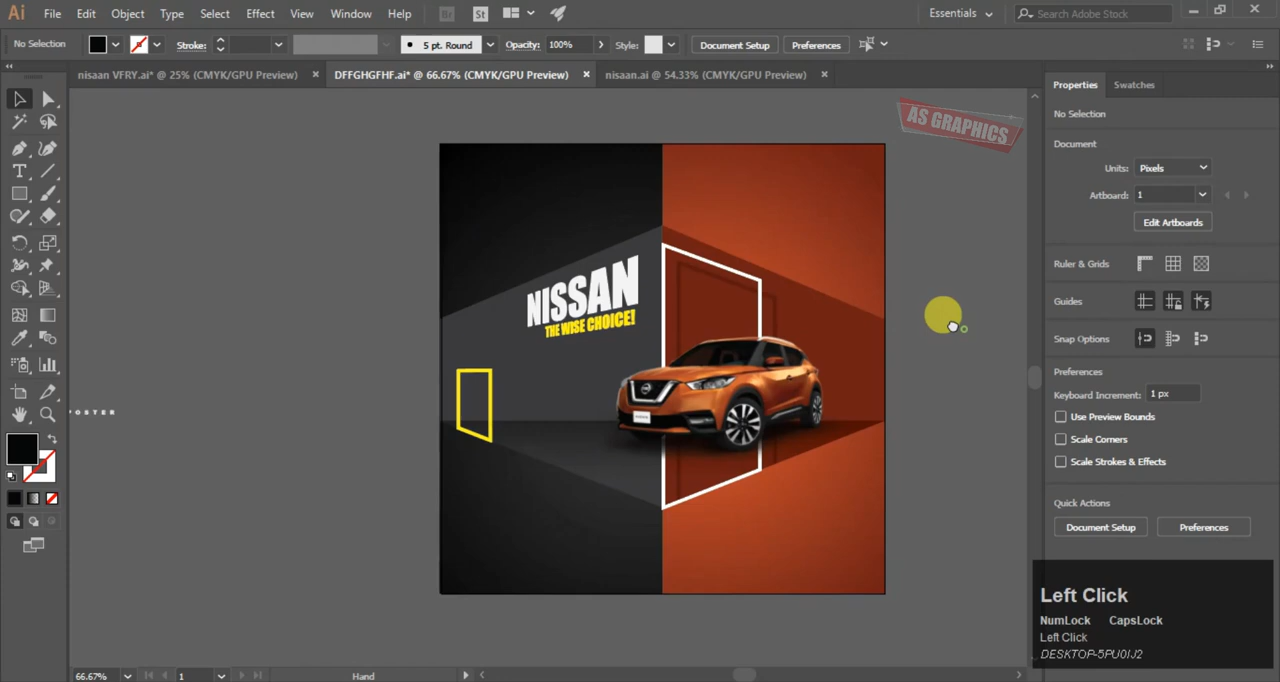 Ai File Edit Object Type Select Effect View Window Help Br St Essentials Search Adobe Stock
No Selection Stroke: 5 pt. Round Opacity: 100% Style: Document Setup Preferences
nisaan VFRY.ai* @ 25% (CMYK/GPU Preview) × DFFGHGFHF.ai* @ 66.67% (CMYK/GPU Preview) × nisaan.ai @ 54.33% (CMYK/GPU Preview) ×
Properties Swatches
No Selection
AS GRAPHICS
Document
Units: Pixels
Artboard: 1
Edit Artboards
Ruler & Grids
Guides
Snap Options
Preferences
Keyboard Increment: 1 px
Use Preview Bounds
Scale Corners
Scale Strokes & Effects
Quick Actions
Document Setup Preferences
NISSAN
THE WISE CHOICE!
POSTER
Left Click
NumLock CapsLock
Left Click
DESKTOP-5PU0IJ2
66.67% 1 Hand